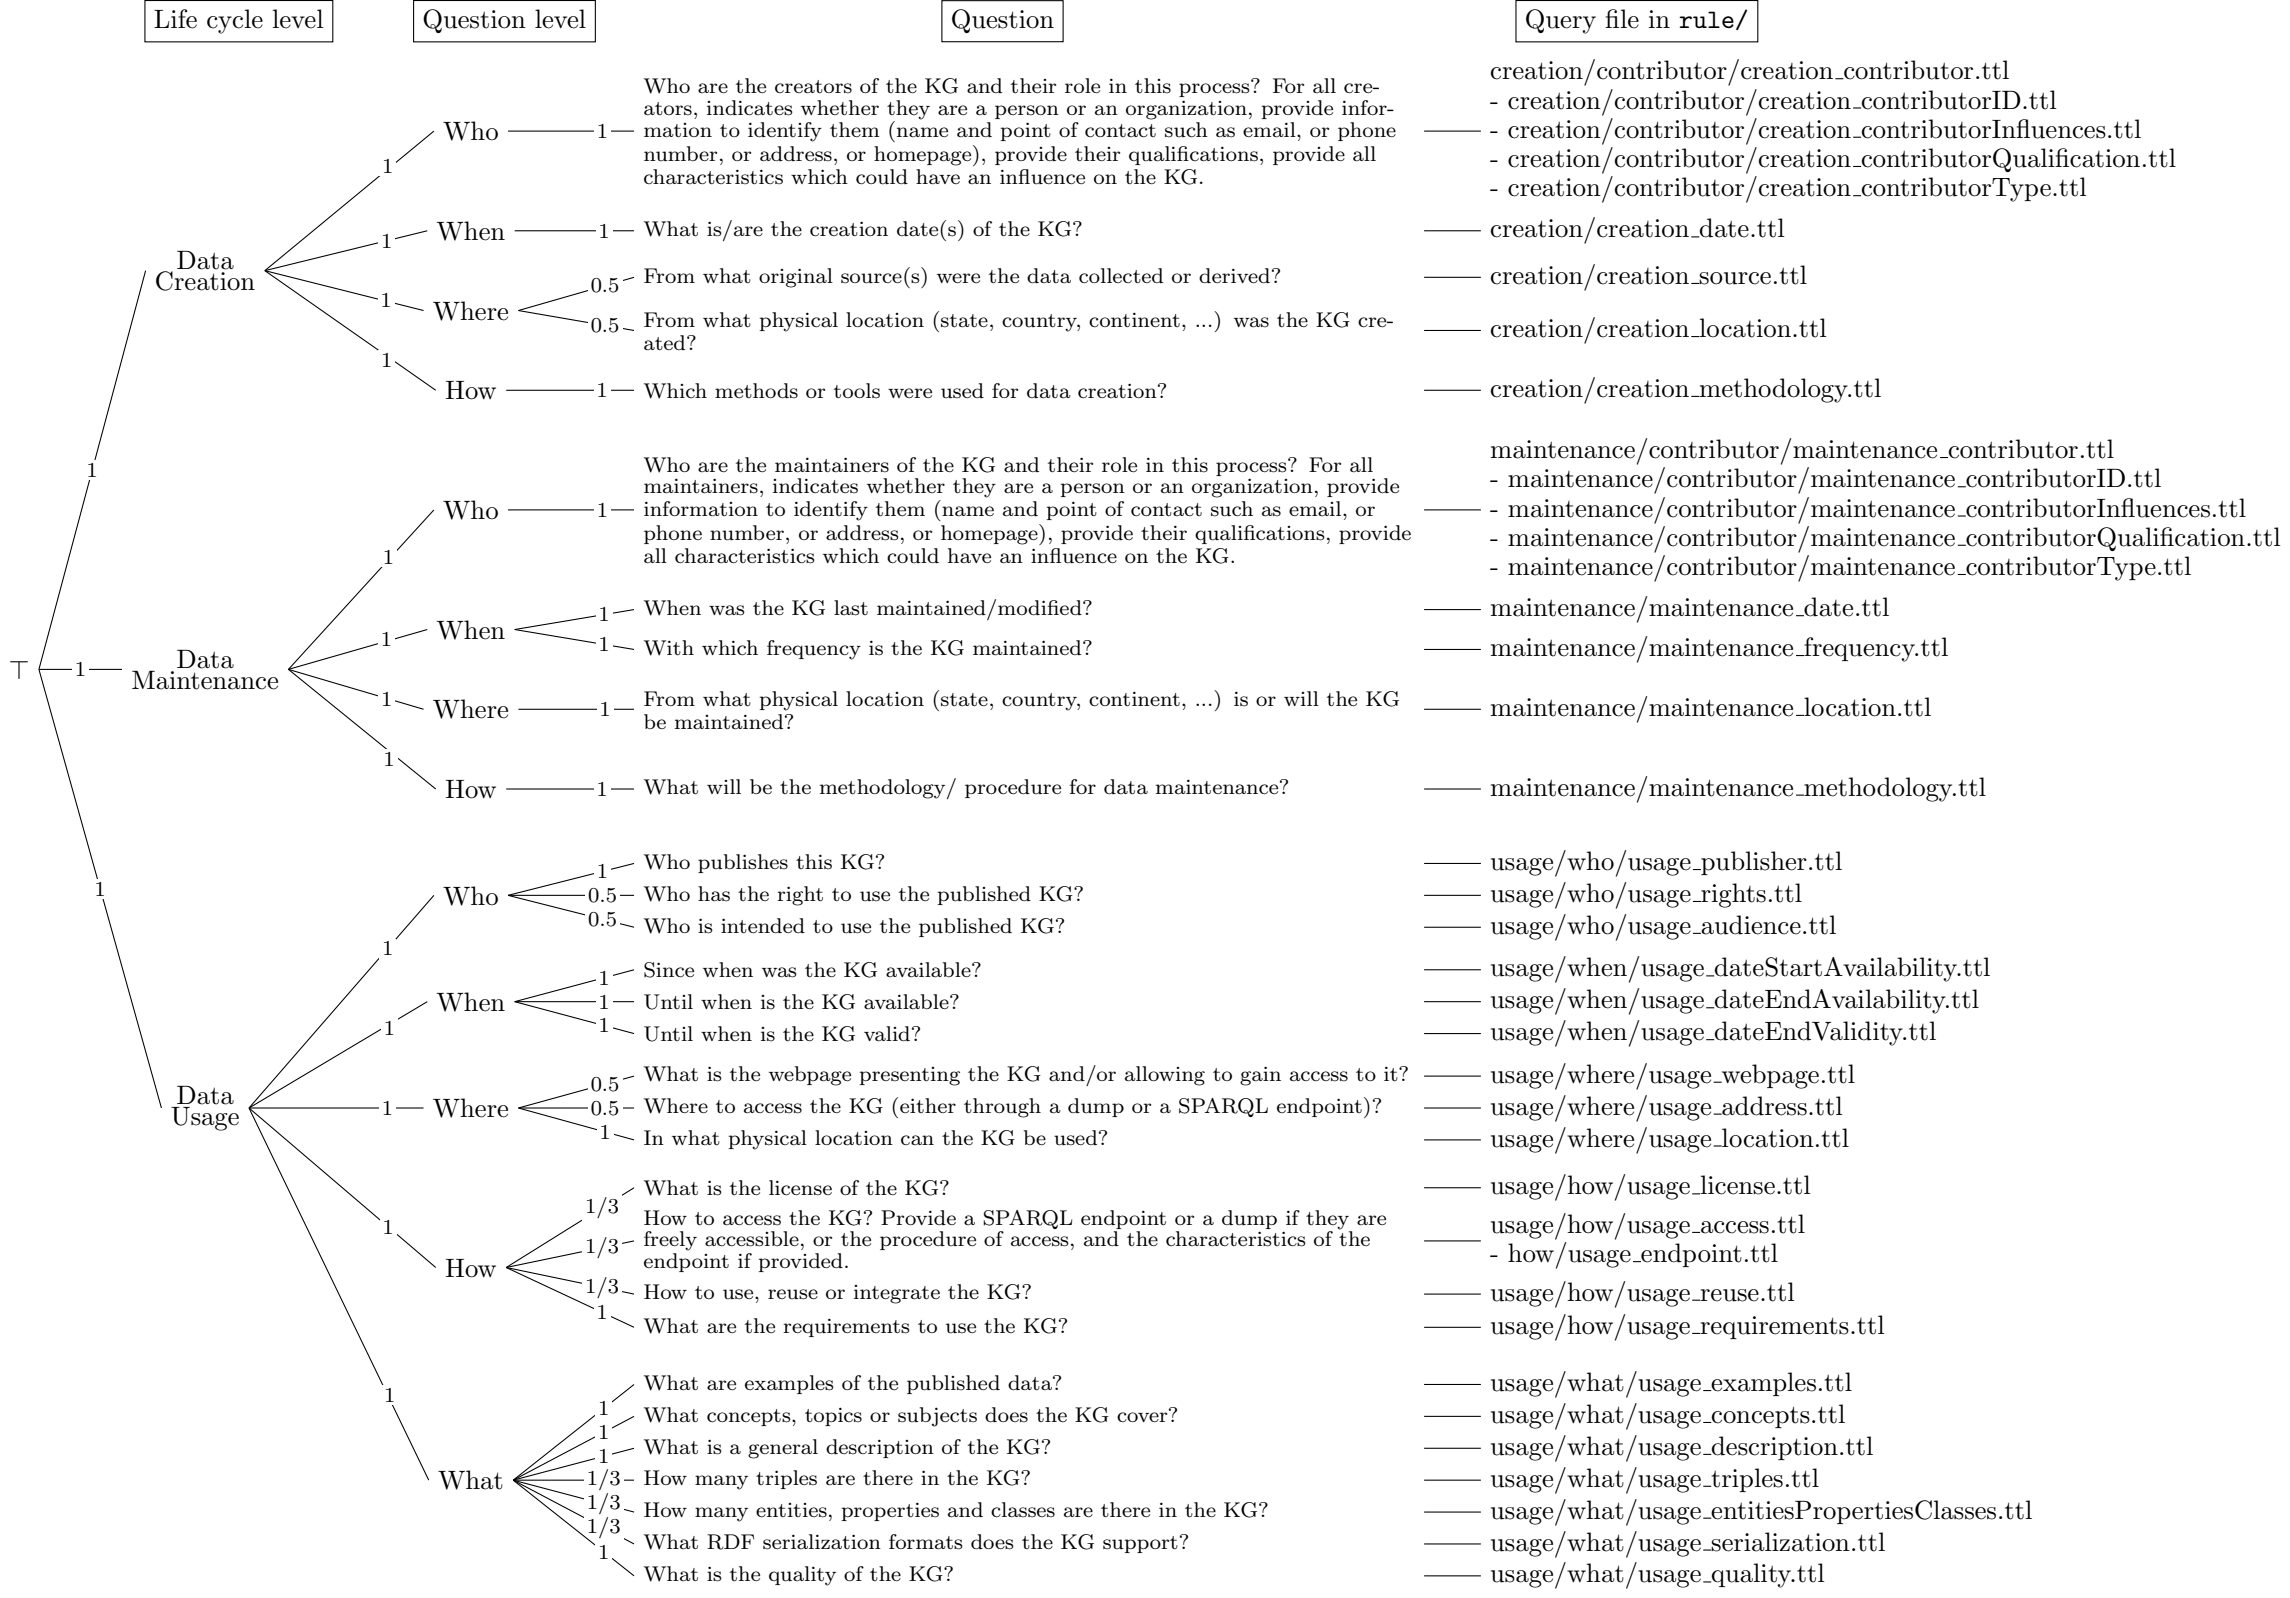 Life cycle level
Question level
Question
Query file in rule/
⊤
1
1
1
Data
Creation
1
1
1
1
Who
1
Who are the creators of the KG and their role in this process? For all cre-
ators, indicates whether they are a person or an organization, provide infor-
mation to identify them (name and point of contact such as email, or phone
number, or address, or homepage), provide their qualifications, provide all
characteristics which could have an influence on the KG.
creation/contributor/creation_contributor.ttl
- creation/contributor/creation_contributorID.ttl
- creation/contributor/creation_contributorInfluences.ttl
- creation/contributor/creation_contributorQualification.ttl
- creation/contributor/creation_contributorType.ttl
When
1
What is/are the creation date(s) of the KG?
creation/creation_date.ttl
Where
0.5
From what original source(s) were the data collected or derived?
creation/creation_source.ttl
0.5
From what physical location (state, country, continent, ...) was the KG cre-
ated?
creation/creation_location.ttl
How
1
Which methods or tools were used for data creation?
creation/creation_methodology.ttl
Data
Maintenance
1
1
1
1
Who
1
Who are the maintainers of the KG and their role in this process? For all
maintainers, indicates whether they are a person or an organization, provide
information to identify them (name and point of contact such as email, or
phone number, or address, or homepage), provide their qualifications, provide
all characteristics which could have an influence on the KG.
maintenance/contributor/maintenance_contributor.ttl
- maintenance/contributor/maintenance_contributorID.ttl
- maintenance/contributor/maintenance_contributorInfluences.ttl
- maintenance/contributor/maintenance_contributorQualification.ttl
- maintenance/contributor/maintenance_contributorType.ttl
When
1
When was the KG last maintained/modified?
maintenance/maintenance_date.ttl
1
With which frequency is the KG maintained?
maintenance/maintenance_frequency.ttl
Where
1
From what physical location (state, country, continent, ...) is or will the KG
be maintained?
maintenance/maintenance_location.ttl
How
1
What will be the methodology/ procedure for data maintenance?
maintenance/maintenance_methodology.ttl
Data
Usage
1
1
1
1
1
Who
1
Who publishes this KG?
usage/who/usage_publisher.ttl
0.5
Who has the right to use the published KG?
usage/who/usage_rights.ttl
0.5
Who is intended to use the published KG?
usage/who/usage_audience.ttl
When
1
Since when was the KG available?
usage/when/usage_dateStartAvailability.ttl
1
Until when is the KG available?
usage/when/usage_dateEndAvailability.ttl
1
Until when is the KG valid?
usage/when/usage_dateEndValidity.ttl
Where
0.5
What is the webpage presenting the KG and/or allowing to gain access to it?
usage/where/usage_webpage.ttl
0.5
Where to access the KG (either through a dump or a SPARQL endpoint)?
usage/where/usage_address.ttl
1
In what physical location can the KG be used?
usage/where/usage_location.ttl
How
1/3
What is the license of the KG?
usage/how/usage_license.ttl
1/3
How to access the KG? Provide a SPARQL endpoint or a dump if they are
freely accessible, or the procedure of access, and the characteristics of the
endpoint if provided.
usage/how/usage_access.ttl
- how/usage_endpoint.ttl
1/3
How to use, reuse or integrate the KG?
usage/how/usage_reuse.ttl
1
What are the requirements to use the KG?
usage/how/usage_requirements.ttl
What
1
What are examples of the published data?
usage/what/usage_examples.ttl
1
What concepts, topics or subjects does the KG cover?
usage/what/usage_concepts.ttl
1
What is a general description of the KG?
usage/what/usage_description.ttl
1/3
How many triples are there in the KG?
usage/what/usage_triples.ttl
1/3
How many entities, properties and classes are there in the KG?
usage/what/usage_entitiesPropertiesClasses.ttl
1/3
What RDF serialization formats does the KG support?
usage/what/usage_serialization.ttl
1
What is the quality of the KG?
usage/what/usage_quality.ttl